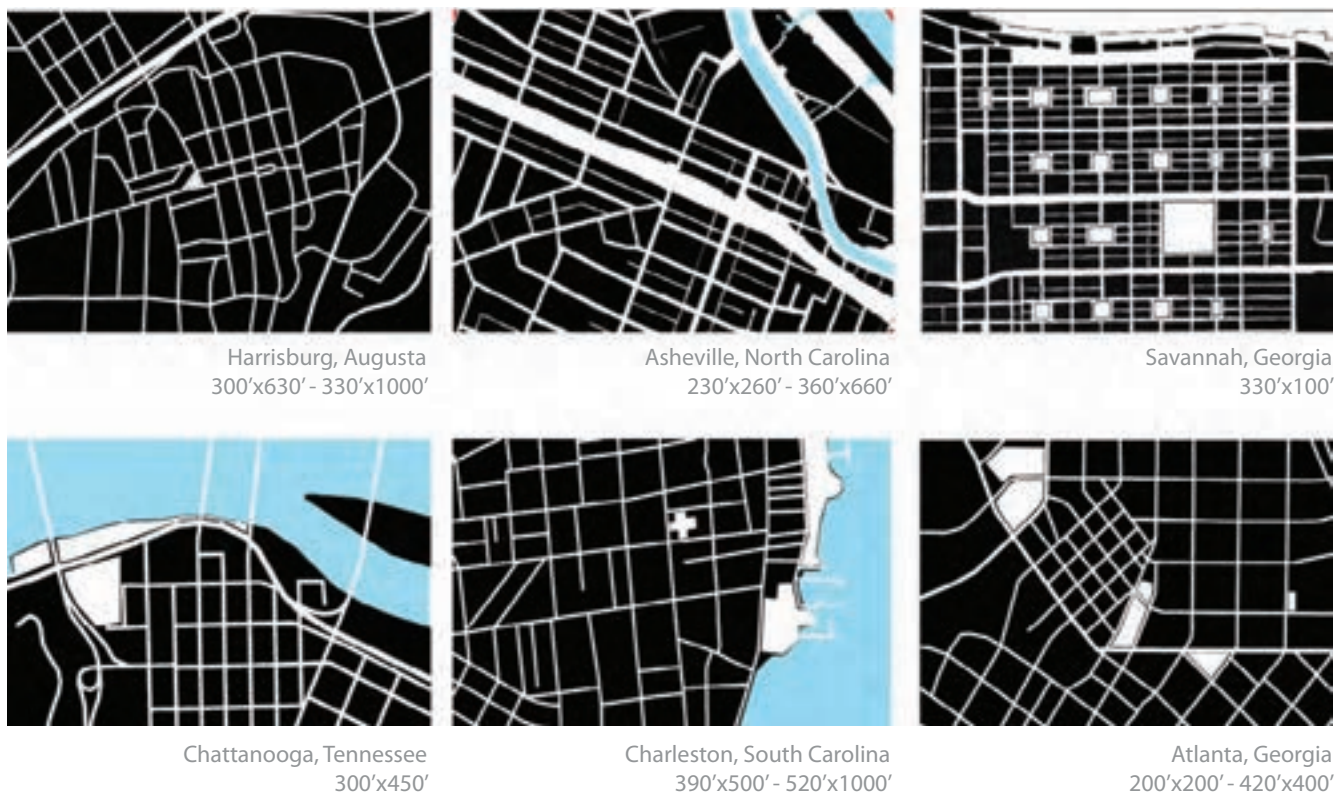 Harrisburg, Augusta
300’x630’ - 330’x1000’
Asheville, North Carolina
230’x260’ - 360’x660’
Savannah, Georgia
330’x100’
Chattanooga, Tennessee
300’x450’
Charleston, South Carolina
390’x500’ - 520’x1000’
Atlanta, Georgia
200’x200’ - 420’x400’